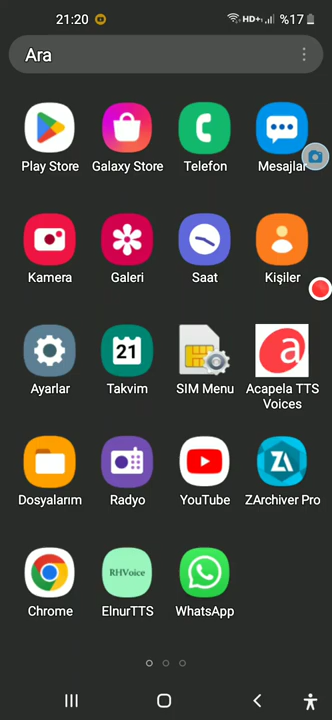 21:20
HD+ %17
Ara
Play Store
Galaxy Store
Telefon
Mesajlar
Kamera
Galeri
Saat
Kişiler
21
a
Ayarlar
Takvim
SIM Menu
Acapela TTS
Voices
ZA
Dosyalarım
Radyo
YouTube
ZArchiver Pro
RHVoice
Chrome
ElnurTTS
WhatsApp